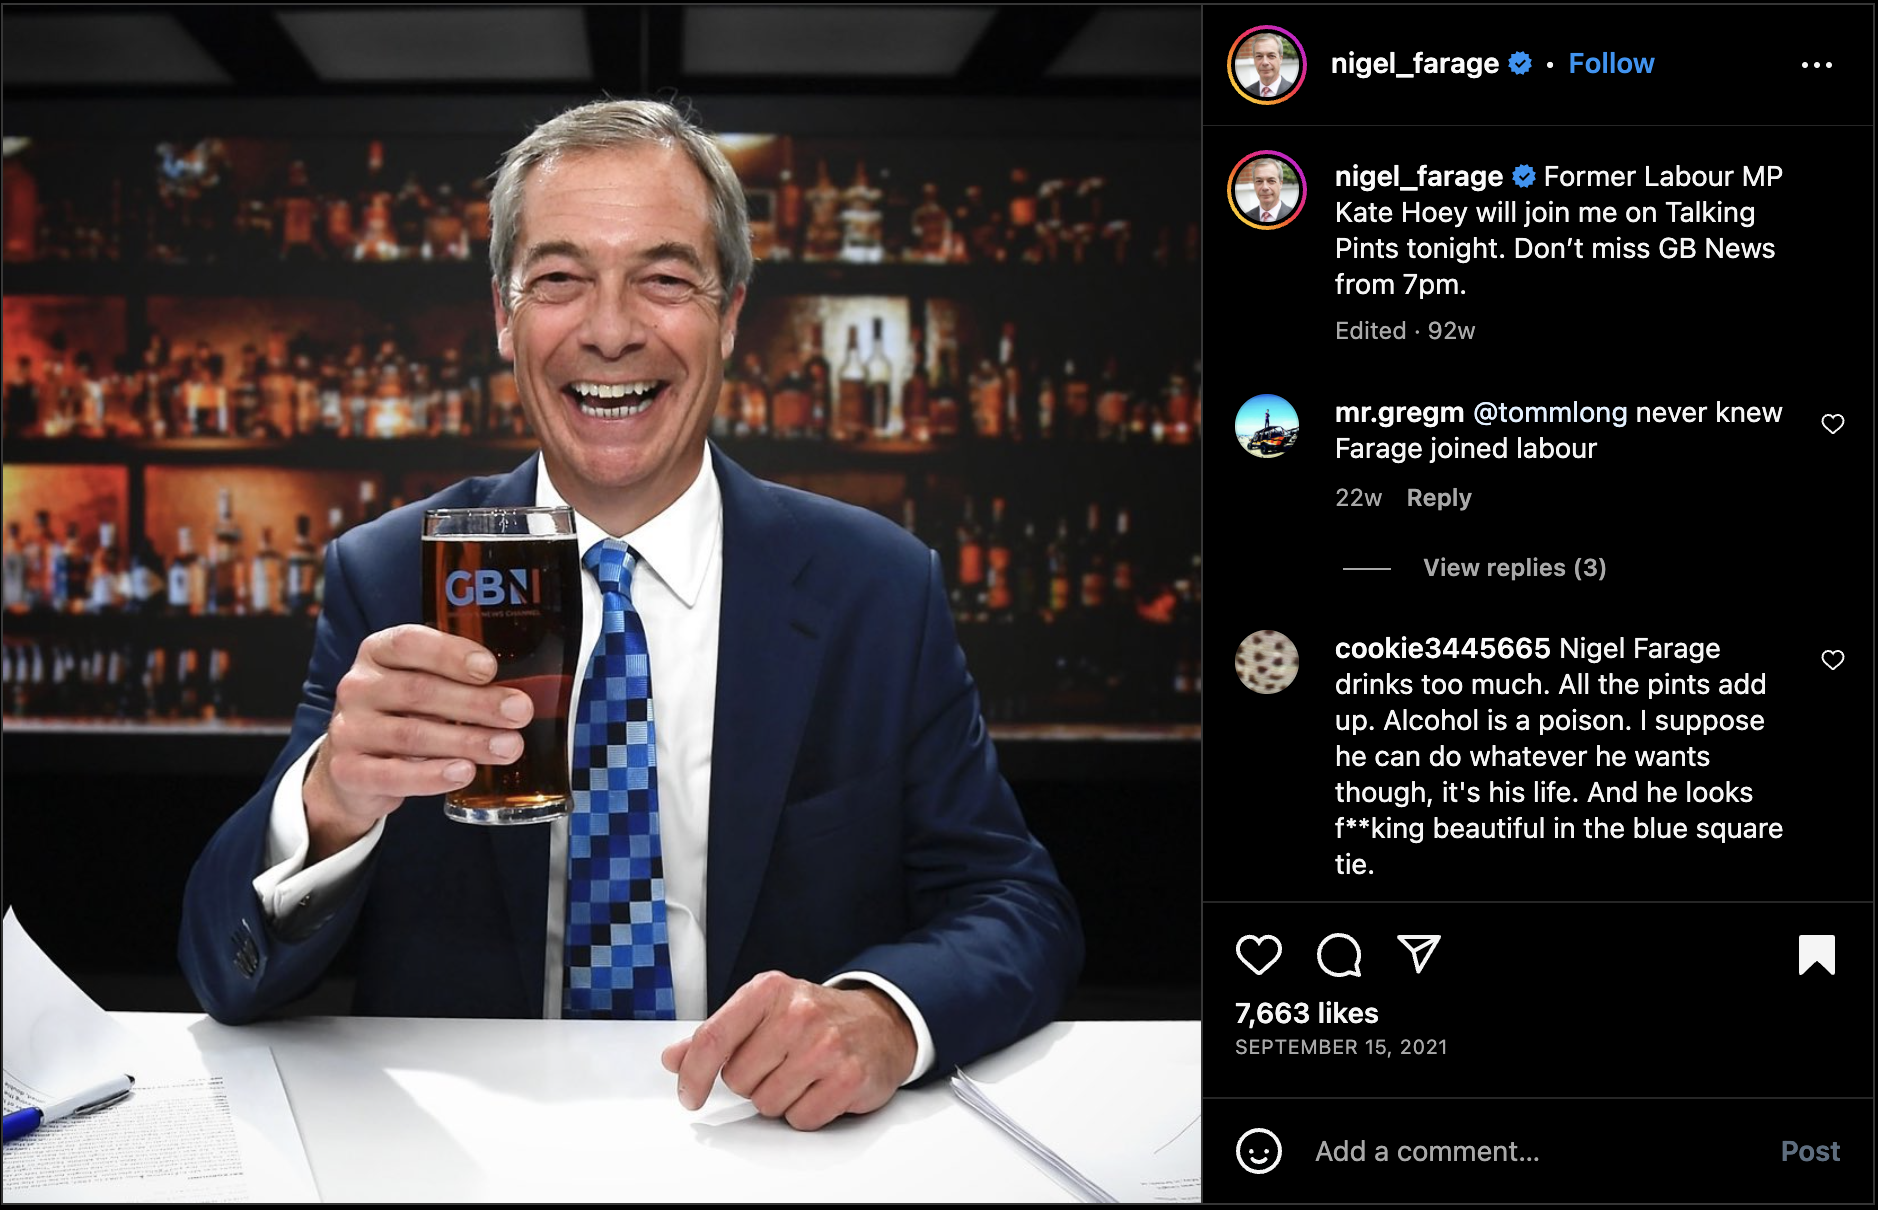 GBN
NEWS CHANNEL
nigel_farage • Follow
nigel_farage Former Labour MP
Kate Hoey will join me on Talking
Pints tonight. Don’t miss GB News
from 7pm.
Edited · 92w
mr.gregm @tommlong never knew
Farage joined labour
22w Reply
View replies (3)
cookie3445665 Nigel Farage
drinks too much. All the pints add
up. Alcohol is a poison. I suppose
he can do whatever he wants
though, it's his life. And he looks
f**king beautiful in the blue square
tie.
7,663 likes
SEPTEMBER 15, 2021
Add a comment...
Post